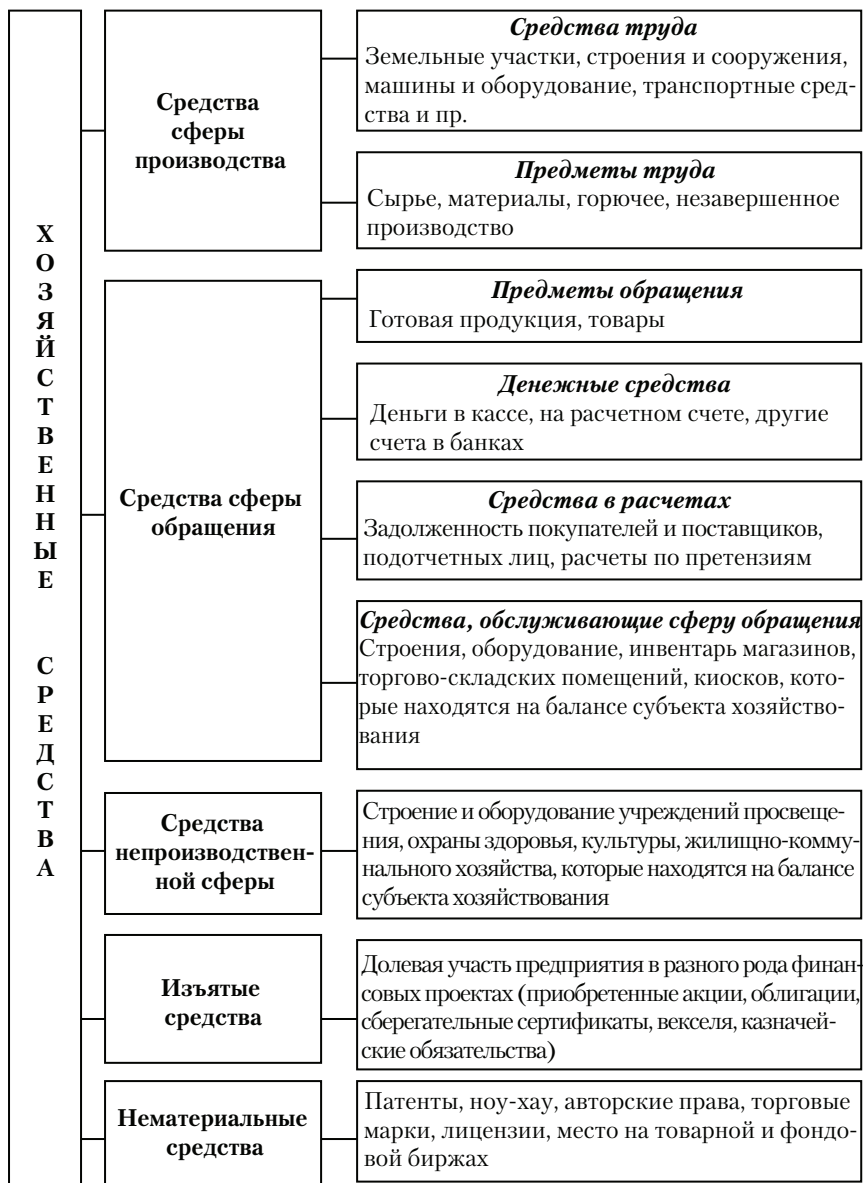 ХОЗЯЙСТВЕННЫЕ СРЕДСТВА
Средства
сферы
производства
Средства труда
Земельные участки, строения и сооружения,
машины и оборудование, транспортные сред-
ства и пр.
Предметы труда
Сырье, материалы, горючее, незавершенное
производство
Средства сферы
обращения
Предметы обращения
Готовая продукция, товары
Денежные средства
Деньги в кассе, на расчетном счете, другие
счета в банках
Средства в расчетах
Задолженность покупателей и поставщиков,
подотчетных лиц, расчеты по претензиям
Средства, обслуживающие сферу обращения
Строения, оборудование, инвентарь магазинов,
торгово-складских помещений, киосков, кото-
рые находятся на балансе субъекта хозяйство-
вания
Средства
непроизводствен-
ной сферы
Строение и оборудование учреждений просвеще-
ния, охраны здоровья, культуры, жилищно-комму-
нального хозяйства, которые находятся на балансе
субъекта хозяйствования
Изъятые
средства
Долевая участь предприятия в разного рода финан-
совых проектах (приобретенные акции, облигации,
сберегательные сертификаты, векселя, казначей-
ские обязательства)
Нематериальные
средства
Патенты, ноу-хау, авторские права, торговые
марки, лицензии, место на товарной и фондо-
вой биржах